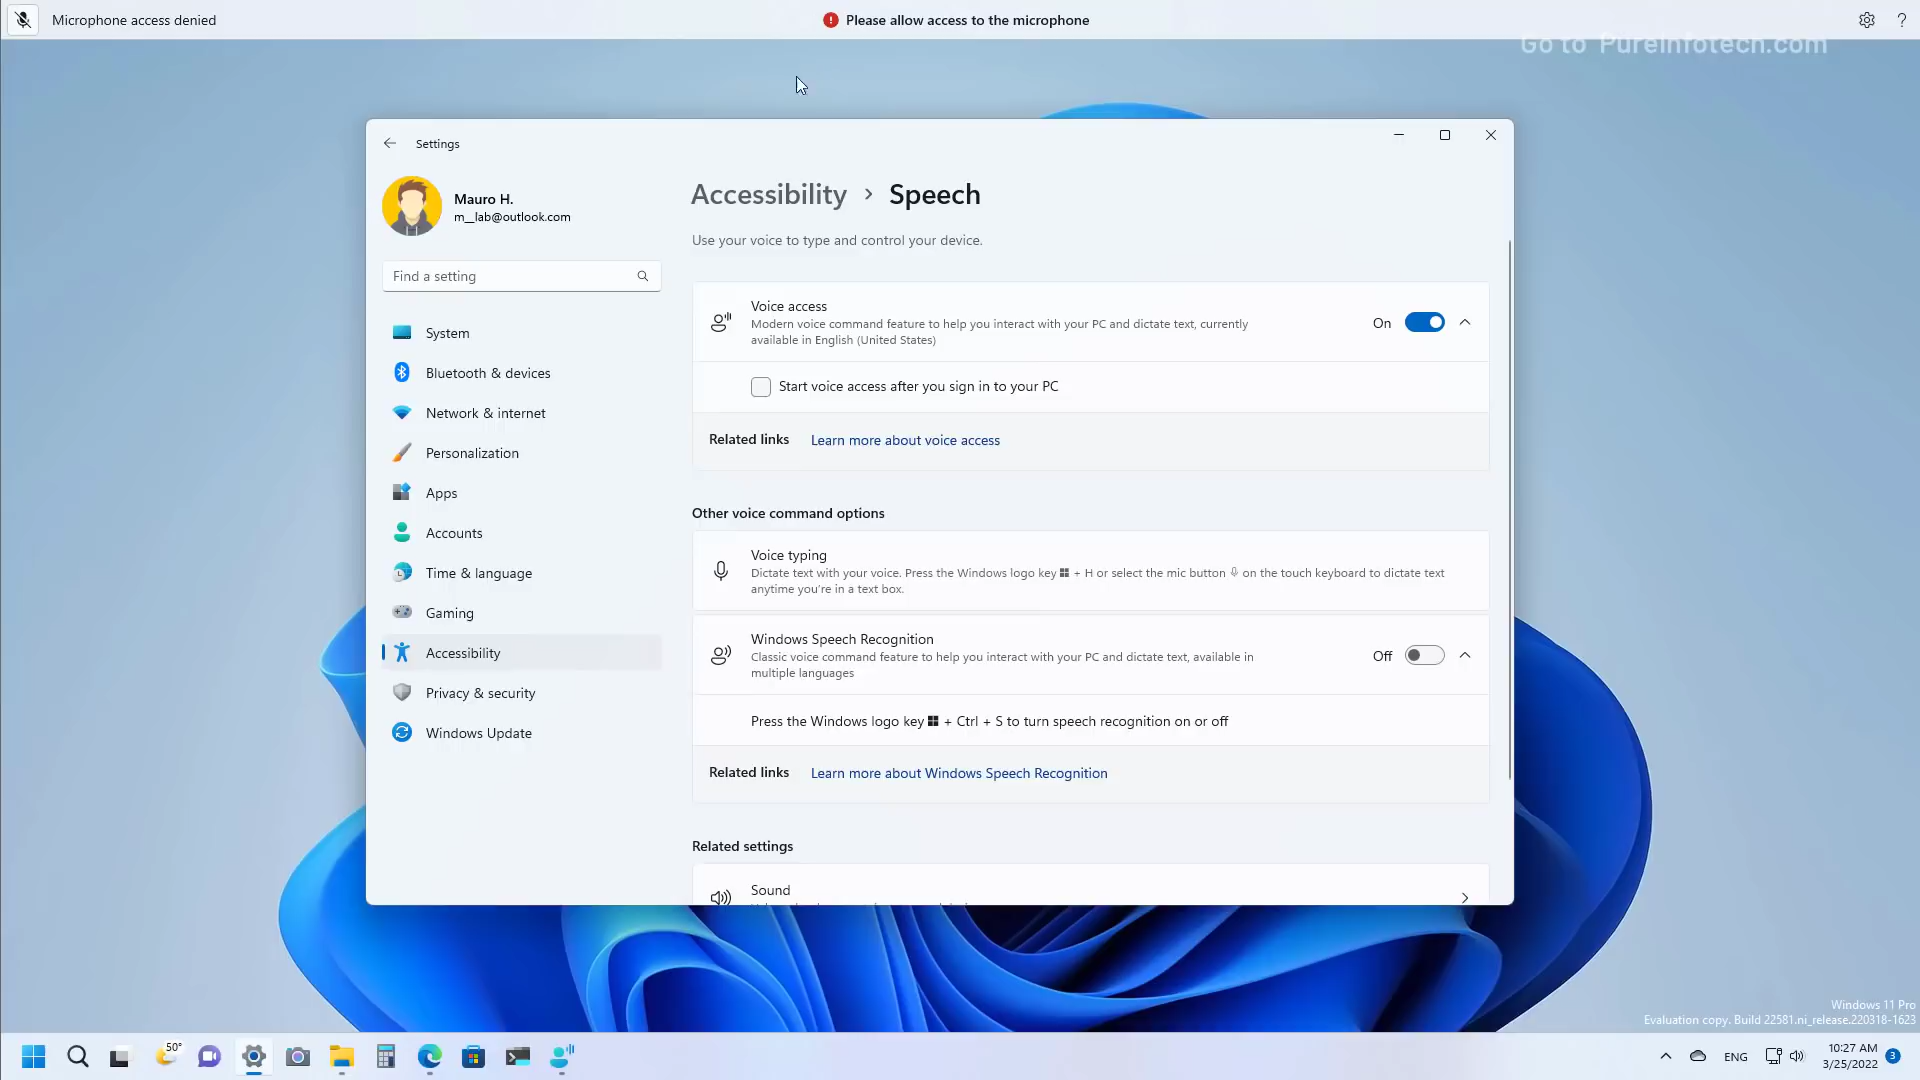 Microphone access denied
Please allow access to the microphone
?
Go to PureInfotech.com
Settings
Mauro H.
m__lab@outlook.com
Find a setting
System
Bluetooth & devices
Network & internet
Personalization
Apps
Accounts
Time & language
Gaming
Accessibility
Privacy & security
Windows Update
Accessibility > Speech
Use your voice to type and control your device.
Voice access
Modern voice command feature to help you interact with your PC and dictate text, currently
available in English (United States)
On
Start voice access after you sign in to your PC
Related links Learn more about voice access
Other voice command options
Voice typing
Dictate text with your voice. Press the Windows logo key + H or select the mic button on the touch keyboard to dictate text
anytime you're in a text box.
Windows Speech Recognition
Classic voice command feature to help you interact with your PC and dictate text, available in
multiple languages
Off
Press the Windows logo key + Ctrl + S to turn speech recognition on or off
Related links Learn more about Windows Speech Recognition
Related settings
Sound
Windows 11 Pro
Evaluation copy. Build 22581.ni_release.220318-1623
50°
ENG
10:27 AM
3/25/2022
3